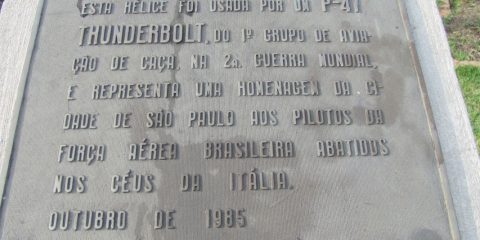 ESTA HÉLICE FOI USADA POR UM P-47
THUNDERBOLT, DO 1º GRUPO DE AVIA-
ÇÃO DE CAÇA, NA 2a. GUERRA MUNDIAL,
E REPRESENTA UMA HOMENAGEM DA CI-
DADE DE SÃO PAULO AOS PILOTOS DA
FORÇA AÉREA BRASILEIRA ABATIDOS
NOS CÉUS DA ITÁLIA.
OUTUBRO DE 1985